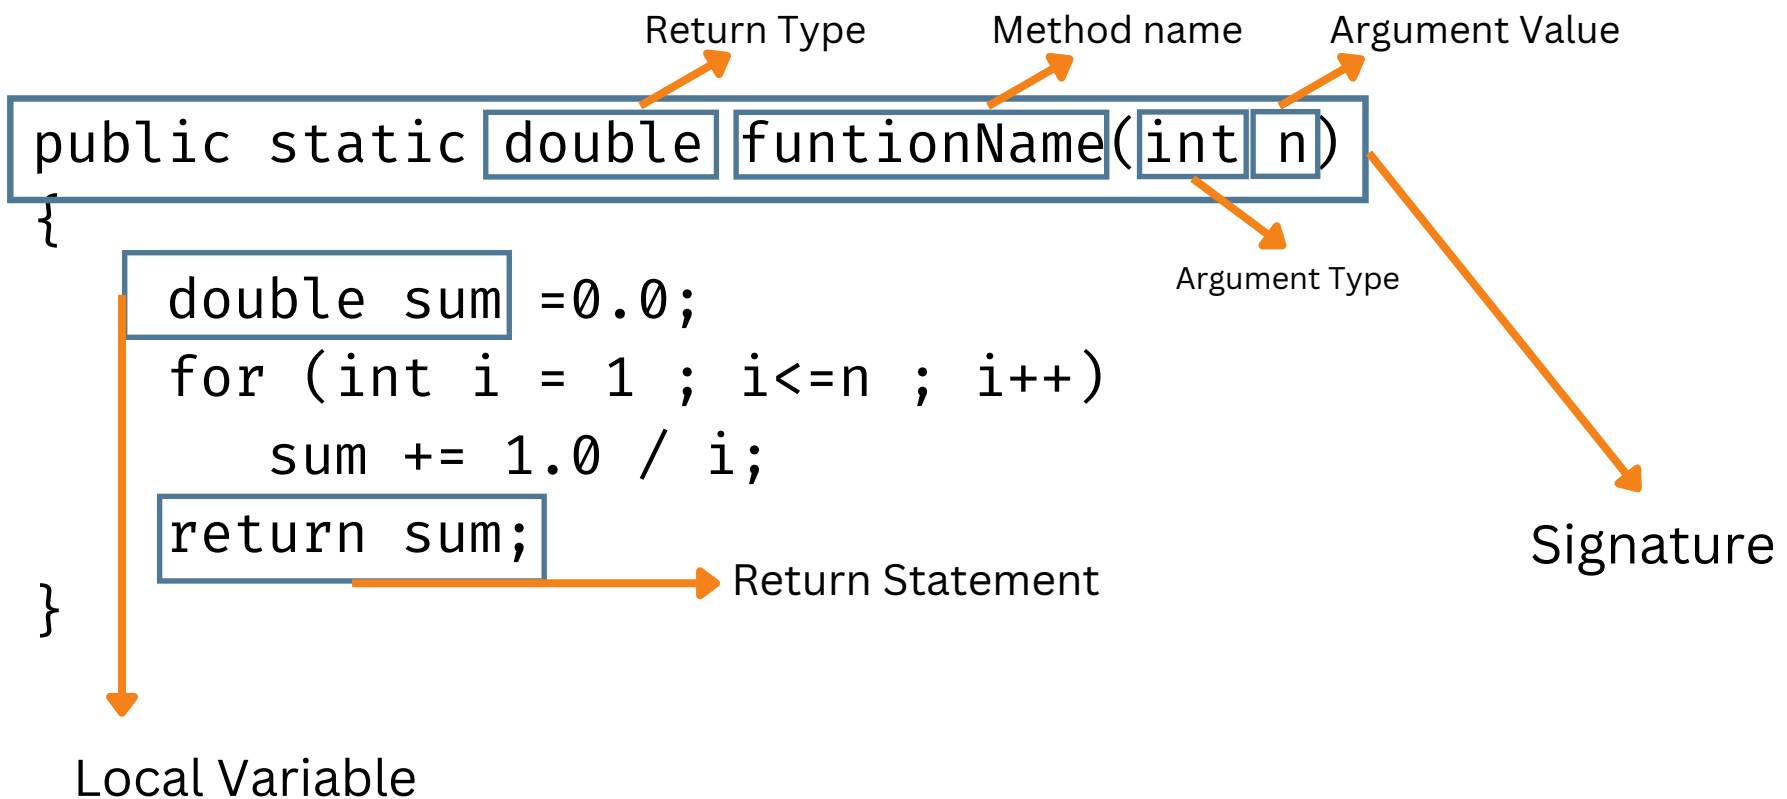 Return Type
Method name
Argument Value
public static double funtionName(int n)
{
Argument Type
double sum =0.0;
for (int i = 1 ; i<=n ; i++)
sum += 1.0 / i;
return sum;
Signature
Return Statement
}
Local Variable